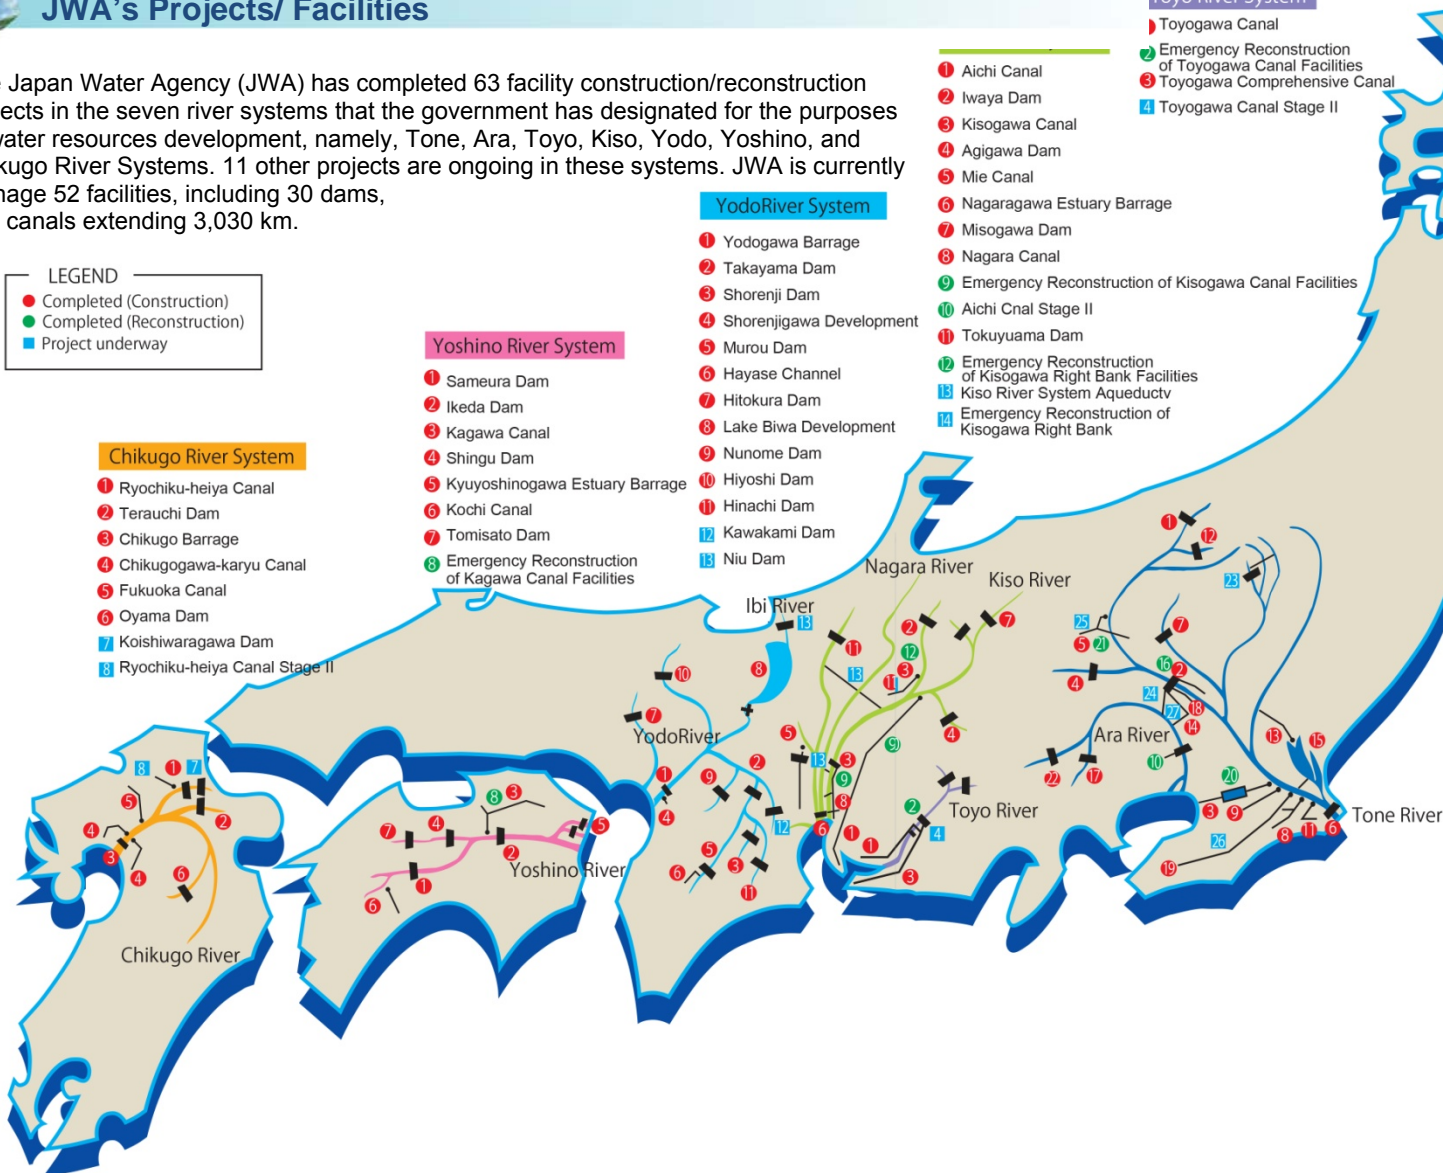 JWA's Projects/ Facilities
Japan Water Agency (JWA) has completed 63 facility construction/reconstruction
in the seven river systems that the government has designated for the purposes
water resources development, namely, Tone, Ara, Toyo, Kiso, Yodo, Yoshino, and
River Systems. 11 other projects are ongoing in these systems. JWA is currently
52 facilities, including 30 dams,
canals extending 3,030 km.
LEGEND
Completed (Construction)
Completed (Reconstruction)
Project underway
Chikugo River System
1 Ryochiku-heiya Canal
2 Terauchi Dam
3 Chikugo Barrage
4 Chikugogawa-karyu Canal
5 Fukuoka Canal
6 Oyama Dam
7 Koishiwaragawa Dam
8 Ryochiku-heiya Canal Stage II
Yoshino River System
1 Sameura Dam
2 Ikeda Dam
3 Kagawa Canal
4 Shingu Dam
5 Kyuyoshinogawa Estuary Barrage
6 Kochi Canal
7 Tomisato Dam
8 Emergency Reconstruction
of Kagawa Canal Facilities
YodoRiver System
1 Yodogawa Barrage
2 Takayama Dam
3 Shorenji Dam
4 Shorenjigawa Development
5 Murou Dam
6 Hayase Channel
7 Hitokura Dam
8 Lake Biwa Development
9 Nunome Dam
10 Hiyoshi Dam
11 Hinachi Dam
12 Kawakami Dam
13 Niu Dam
1 Aichi Canal
2 Iwaya Dam
3 Kisogawa Canal
4 Agigawa Dam
5 Mie Canal
6 Nagaragawa Estuary Barrage
7 Misogawa Dam
8 Nagara Canal
9 Emergency Reconstruction of Kisogawa Canal Facilities
10 Aichi Cnal Stage II
11 Tokuyuama Dam
12 Emergency Reconstruction
of Kisogawa Right Bank Facilities
13 Kiso River System Aqueductv
14 Emergency Reconstruction of
Kisogawa Right Bank
Toyo River System
Toyogawa Canal
2 Emergency Reconstruction
of Toyogawa Canal Facilities
3 Toyogawa Comprehensive Canal
4 Toyogawa Canal Stage II
Nagara River
Kiso River
Ibi River
YodoRiver
Ara River
Toyo River
Tone River
Yoshino River
Chikugo River